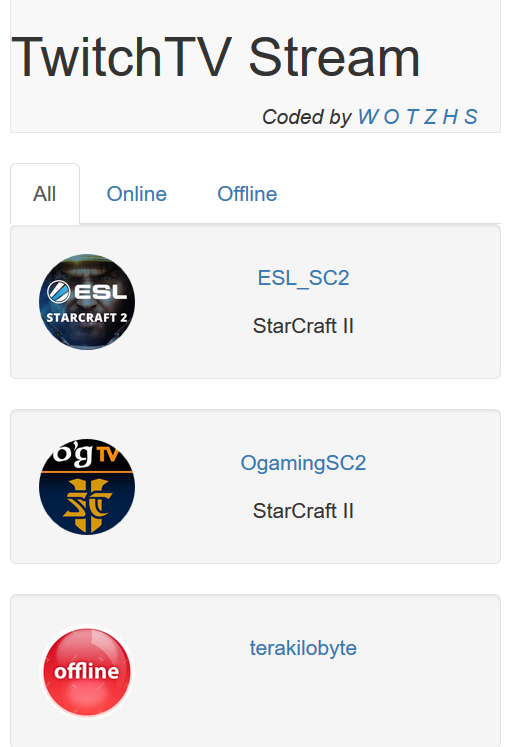 TwitchTV Stream
Coded by W O T Z H S
All Online Offline
ESL
STARCRAFT 2
ESL_SC2
StarCraft II
o'g TV
SC
II
OgamingSC2
StarCraft II
offline
terakilobyte